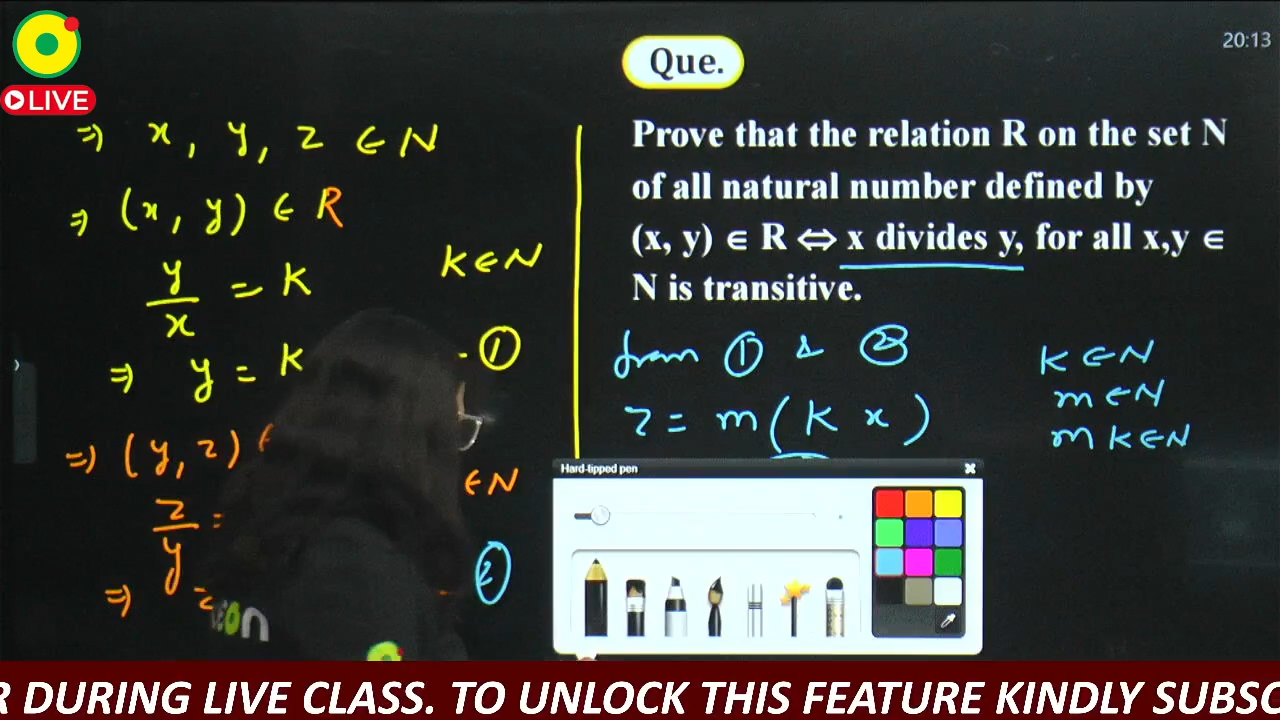 LIVE
20:13
Que.
Prove that the relation R on the set N
of all natural number defined by
(x, y) ∈ R ⇔ x divides y, for all x,y ∈
N is transitive.
⇒ x, y, z ∈ N
⇒ (x, y) ∈ R
y/x = K K ∈ N
⇒ y = K - ①
⇒ (y, z) ∈
∈ N
z/y =
⇒ - ②
from ① & ②
z = m(K x)
K ∈ N
m ∈ N
m K ∈ N
Hard-tipped pen
R DURING LIVE CLASS. TO UNLOCK THIS FEATURE KINDLY SUBSC